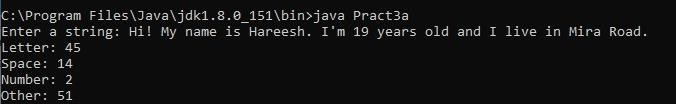 C:\Program Files\Java\jdk1.8.0_151\bin>java Pract3a
Enter a string: Hi! My name is Hareesh. I'm 19 years old and I live in Mira Road.
Letter: 45
Space: 14
Number: 2
Other: 51